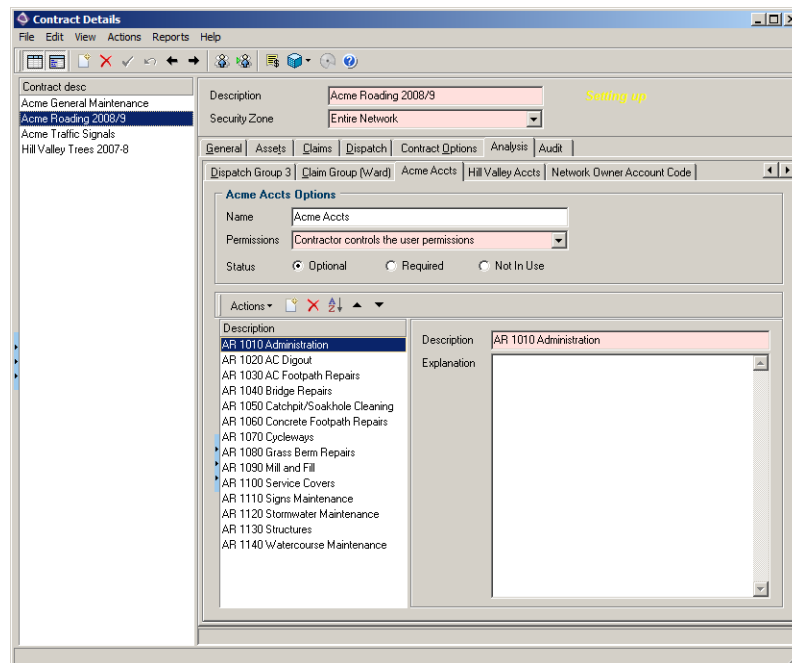 Contract Details
File Edit View Actions Reports Help
Contract desc
Acme General Maintenance
Acme Roading 2008/9
Acme Traffic Signals
Hill Valley Trees 2007-8
Description Acme Roading 2008/9 Setting up
Security Zone Entire Network
General Assets Claims Dispatch Contract Options Analysis Audit
Dispatch Group 3 Claim Group (Ward) Acme Accts Hill Valley Accts Network Owner Account Code
Acme Accts Options
Name Acme Accts
Permissions Contractor controls the user permissions
Status Optional Required Not In Use
Actions
Description
AR 1010 Administration
AR 1020 AC Digout
AR 1030 AC Footpath Repairs
AR 1040 Bridge Repairs
AR 1050 Catchpit/Soakhole Cleaning
AR 1060 Concrete Footpath Repairs
AR 1070 Cycleways
AR 1080 Grass Berm Repairs
AR 1090 Mill and Fill
AR 1100 Service Covers
AR 1110 Signs Maintenance
AR 1120 Stormwater Maintenance
AR 1130 Structures
AR 1140 Watercourse Maintenance
Description AR 1010 Administration
Explanation